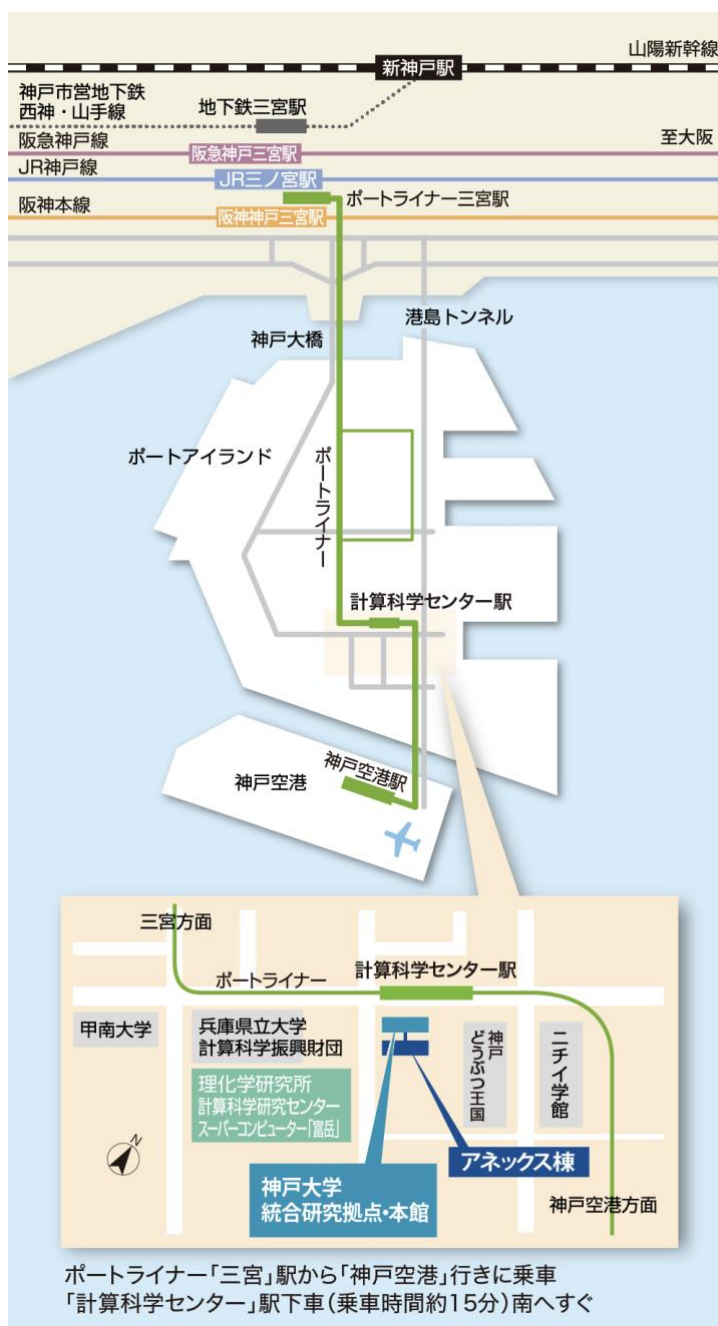 山陽新幹線
新神戸駅
神戸市営地下鉄
西神・山手線
地下鉄三宮駅
阪急神戸線
至大阪
阪急神戸三宮駅
JR神戸線
JR三ノ宮駅
ポートライナー三宮駅
阪神本線
阪神神戸三宮駅
港島トンネル
神戸大橋
ポートアイランド
ポートライナー
計算科学センター駅
神戸空港駅
神戸空港
三宮方面
計算科学センター駅
ポートライナー
甲南大学
兵庫県立大学
計算科学振興財団
神戸
どうぶつ王国
ニチイ学館
理化学研究所
計算科学研究センター
スーパーコンピューター「富岳」
N
アネックス棟
神戸大学
統合研究拠点・本館
神戸空港方面
ポートライナー「三宮」駅から「神戸空港」行きに乗車
「計算科学センター」駅下車(乗車時間約15分)南へすぐ